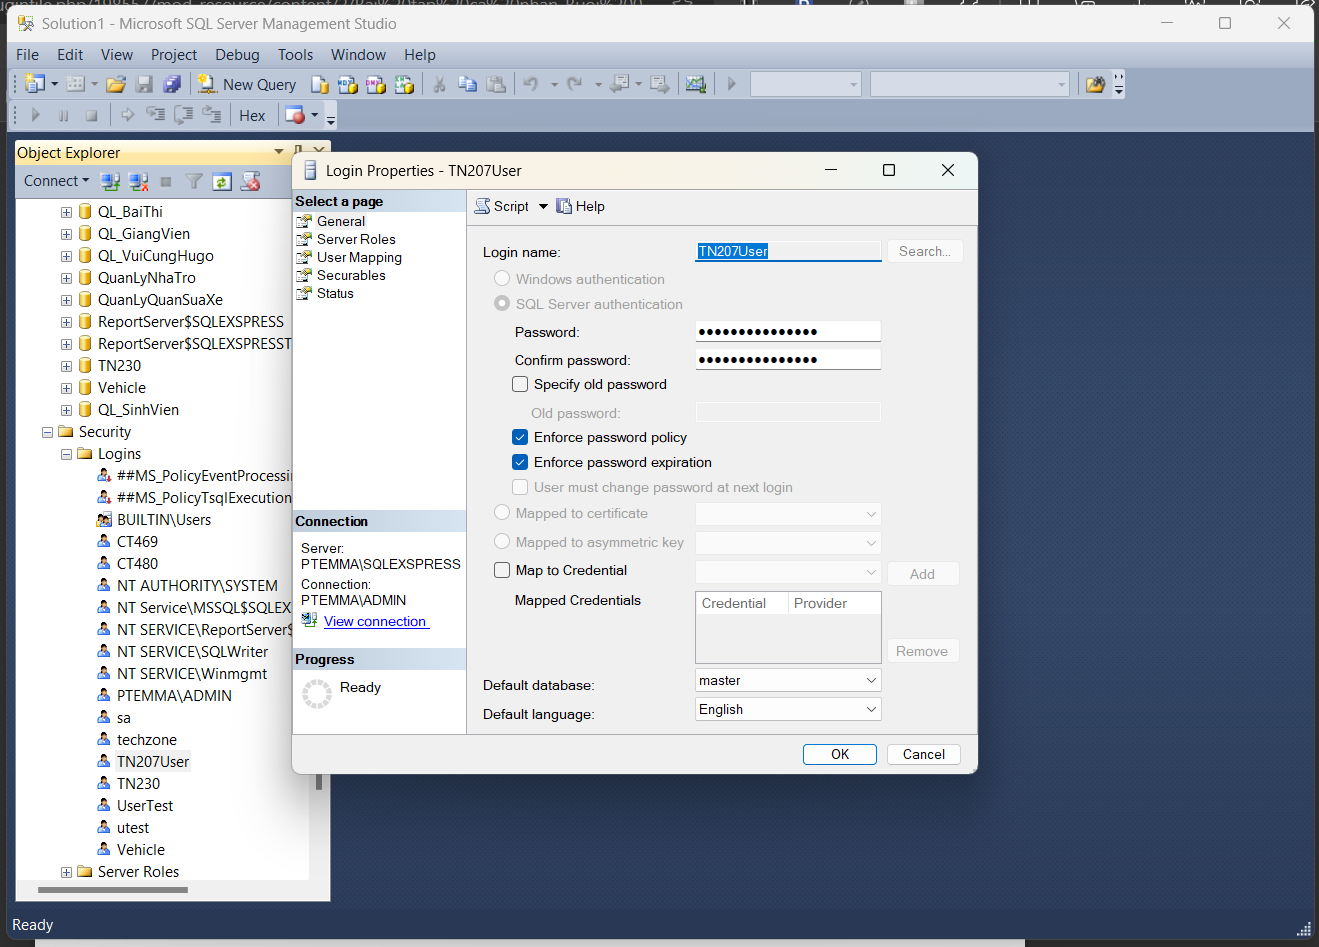 Solution1 - Microsoft SQL Server Management Studio
File Edit View Project Debug Tools Window Help
New Query
Hex
Object Explorer
Connect
QL_BaiThi
QL_GiangVien
QL_VuiCungHugo
QuanLyNhaTro
QuanLyQuanSuaXe
ReportServer$SQLEXSPRESS
ReportServer$SQLEXSPREST
TN230
Vehicle
QL_SinhVien
Security
Logins
##MS_PolicyEventProcessin
##MS_PolicyTsqlExecution
BUILTIN\Users
CT469
CT480
NT AUTHORITY\SYSTEM
NT Service\MSSQL$SQLEX
NT SERVICE\ReportServer$
NT SERVICE\SQLWriter
NT SERVICE\Winmgmt
PTEMMA\ADMIN
sa
techzone
TN207User
TN230
UserTest
utest
Vehicle
Server Roles
Ready
Login Properties - TN207User
Select a page
General
Server Roles
User Mapping
Securables
Status
Connection
Server:
PTEMMA\SQLEXSPRESS
Connection:
PTEMMA\ADMIN
View connection
Progress
Ready
Script Help
Login name: TN207User Search...
Windows authentication
SQL Server authentication
Password: ●●●●●●●●●●●●●●●
Confirm password: ●●●●●●●●●●●●●●●
Specify old password
Old password:
Enforce password policy
Enforce password expiration
User must change password at next login
Mapped to certificate
Mapped to asymmetric key
Map to Credential Add
Mapped Credentials Credential Provider
Remove
Default database: master
Default language: English
OK Cancel